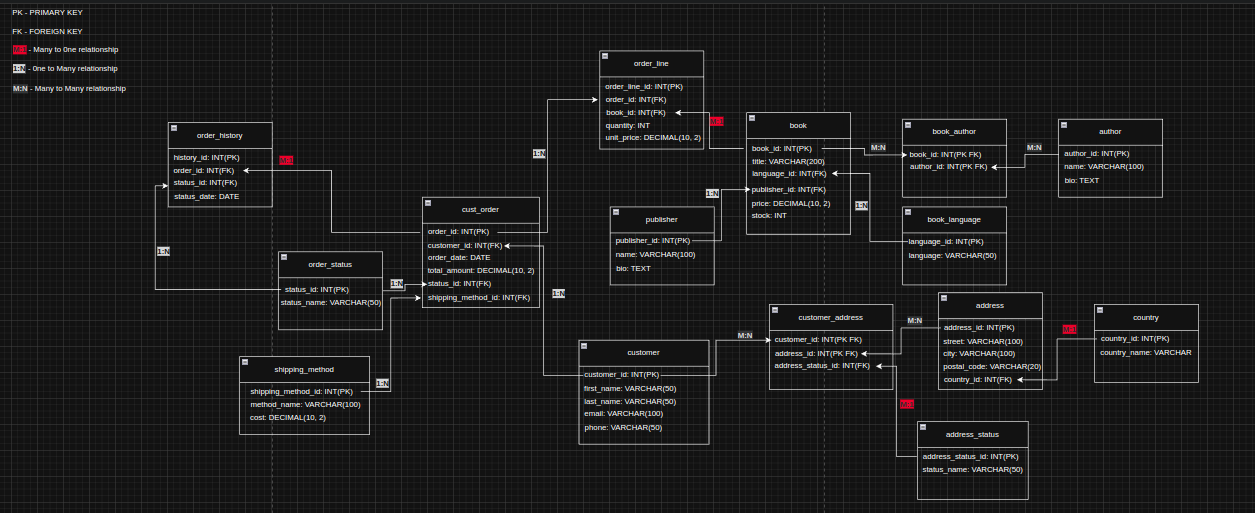 PK - PRIMARY KEY
FK - FOREIGN KEY
M:1 - Many to 0ne relationship
1:N - 0ne to Many relationship
M:N - Many to Many relationship
order_history
history_id: INT(PK)
order_id: INT(FK)
status_id: INT(FK)
status_date: DATE
M:1
1:N
order_status
status_id: INT(PK)
status_name: VARCHAR(50)
1:N
shipping_method
shipping_method_id: INT(PK)
method_name: VARCHAR(100)
cost: DECIMAL(10, 2)
1:N
cust_order
order_id: INT(PK)
customer_id: INT(FK)
order_date: DATE
total_amount: DECIMAL(10, 2)
status_id: INT(FK)
shipping_method_id: INT(FK)
1:N
1:N
order_line
order_line_id: INT(PK)
order_id: INT(FK)
book_id: INT(FK)
quantity: INT
unit_price: DECIMAL(10, 2)
publisher
publisher_id: INT(PK)
name: VARCHAR(100)
bio: TEXT
1:N
customer
customer_id: INT(PK)
first_name: VARCHAR(50)
last_name: VARCHAR(50)
email: VARCHAR(100)
phone: VARCHAR(50)
M:N
book
book_id: INT(PK)
title: VARCHAR(200)
language_id: INT(FK)
publisher_id: INT(FK)
price: DECIMAL(10, 2)
stock: INT
M:N
1:N
book_author
book_id: INT(PK FK)
author_id: INT(PK FK)
M:N
author
author_id: INT(PK)
name: VARCHAR(100)
bio: TEXT
book_language
language_id: INT(PK)
language: VARCHAR(50)
customer_address
customer_id: INT(PK FK)
address_id: INT(PK FK)
address_status_id: INT(FK)
M:N
address
address_id: INT(PK)
street: VARCHAR(100)
city: VARCHAR(100)
postal_code: VARCHAR(20)
country_id: INT(FK)
M:1
country
country_id: INT(PK)
country_name: VARCHAR
address_status
address_status_id: INT(PK)
status_name: VARCHAR(50)